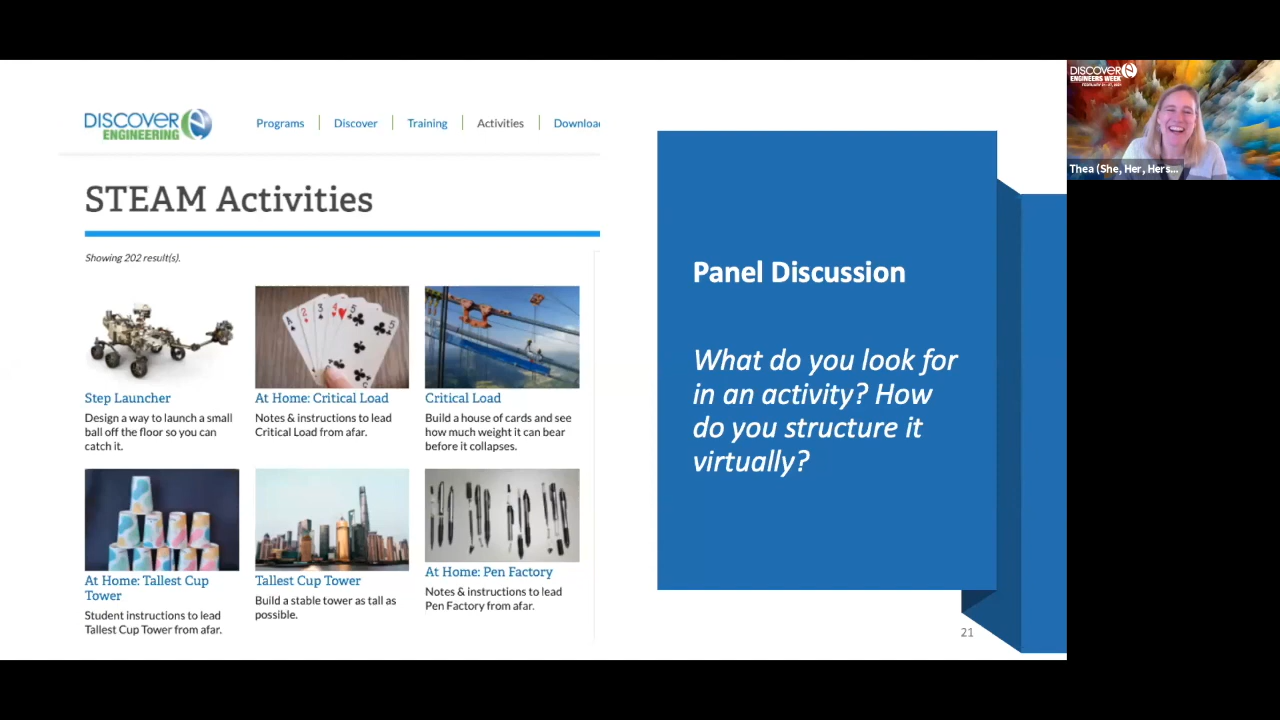 DISCOVER
ENGINEERING
Programs
Discover
Training
Activities
Downloa
STEAM Activities
Showing 202 result(s).
Step Launcher
Design a way to launch a small
ball off the floor so you can
catch it.
At Home: Critical Load
Notes & instructions to lead
Critical Load from afar.
Critical Load
Build a house of cards and see
how much weight it can bear
before it collapses.
At Home: Tallest Cup
Tower
Student instructions to lead
Tallest Cup Tower from afar.
Tallest Cup Tower
Build a stable tower as tall as
possible.
At Home: Pen Factory
Notes & instructions to lead
Pen Factory from afar.
Panel Discussion
What do you look for
in an activity? How
do you structure it
virtually?
21
DISCOVER
ENGINEERS WEEK
FEBRUARY 21-27, 2021
Thea (She, Her, Hers...